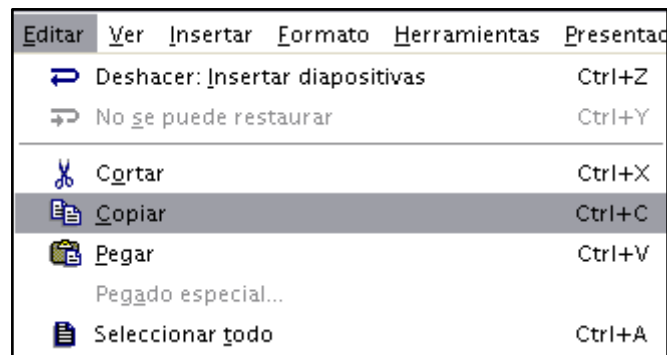 Editar Ver Insertar Formato Herramientas Presentac
Deshacer: Insertar diapositivas Ctrl+Z
No se puede restaurar Ctrl+Y
Cortar Ctrl+X
Copiar Ctrl+C
Pegar Ctrl+V
Pegado especial...
Seleccionar todo Ctrl+A